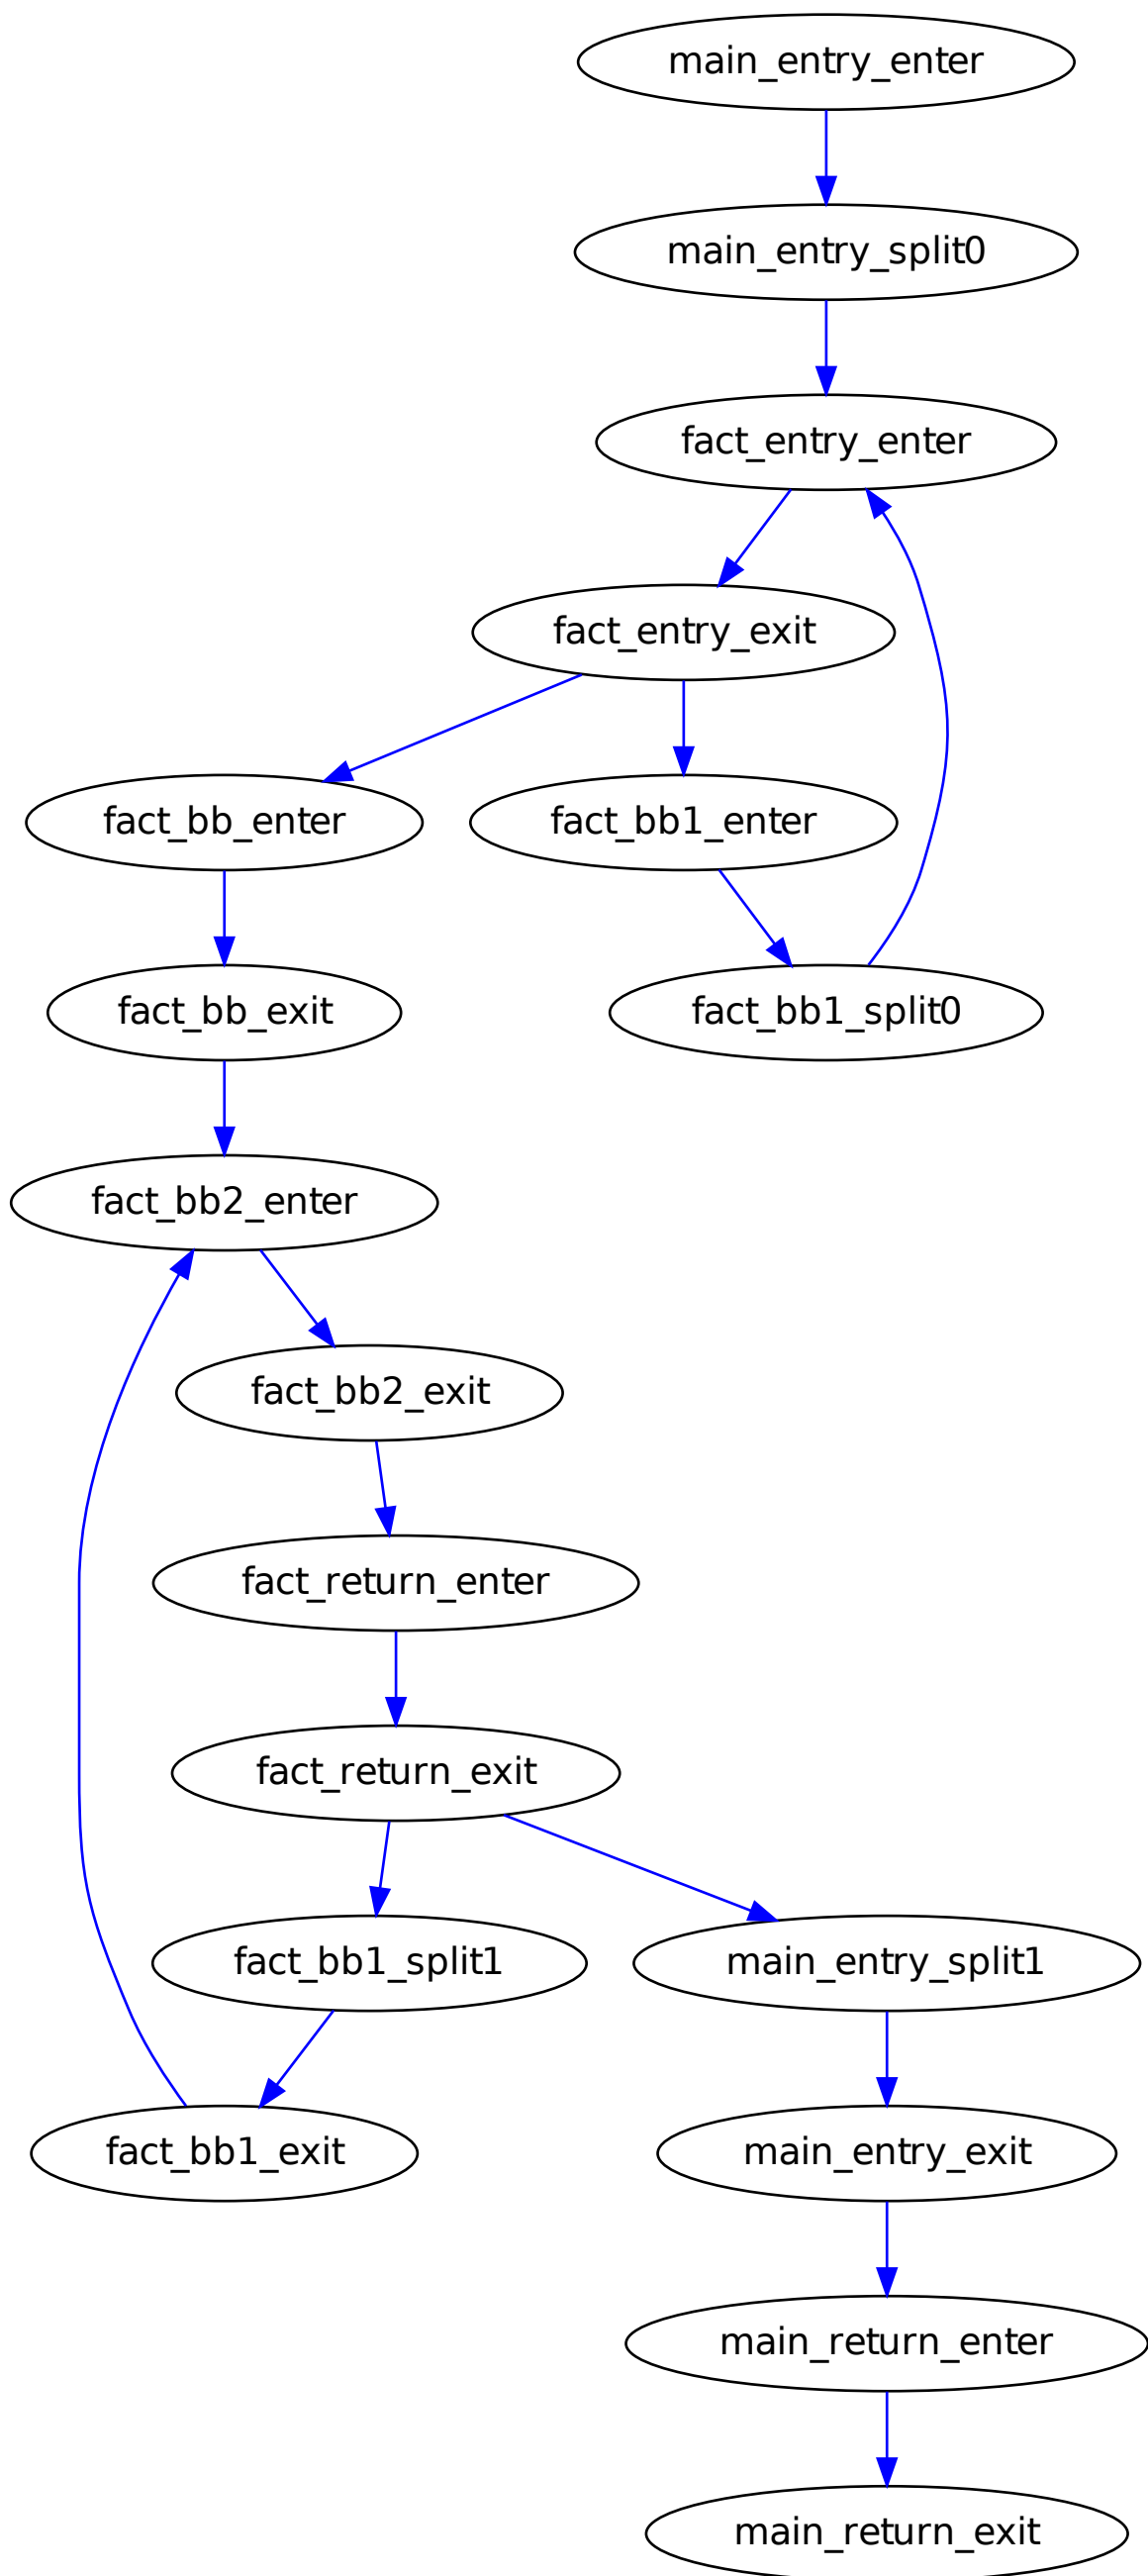 main_entry_enter
main_entry_split0
fact_entry_enter
fact_entry_exit
fact_bb_enter
fact_bb1_enter
fact_bb_exit
fact_bb1_split0
fact_bb2_enter
fact_bb2_exit
fact_return_enter
fact_return_exit
fact_bb1_split1
main_entry_split1
fact_bb1_exit
main_entry_exit
main_return_enter
main_return_exit